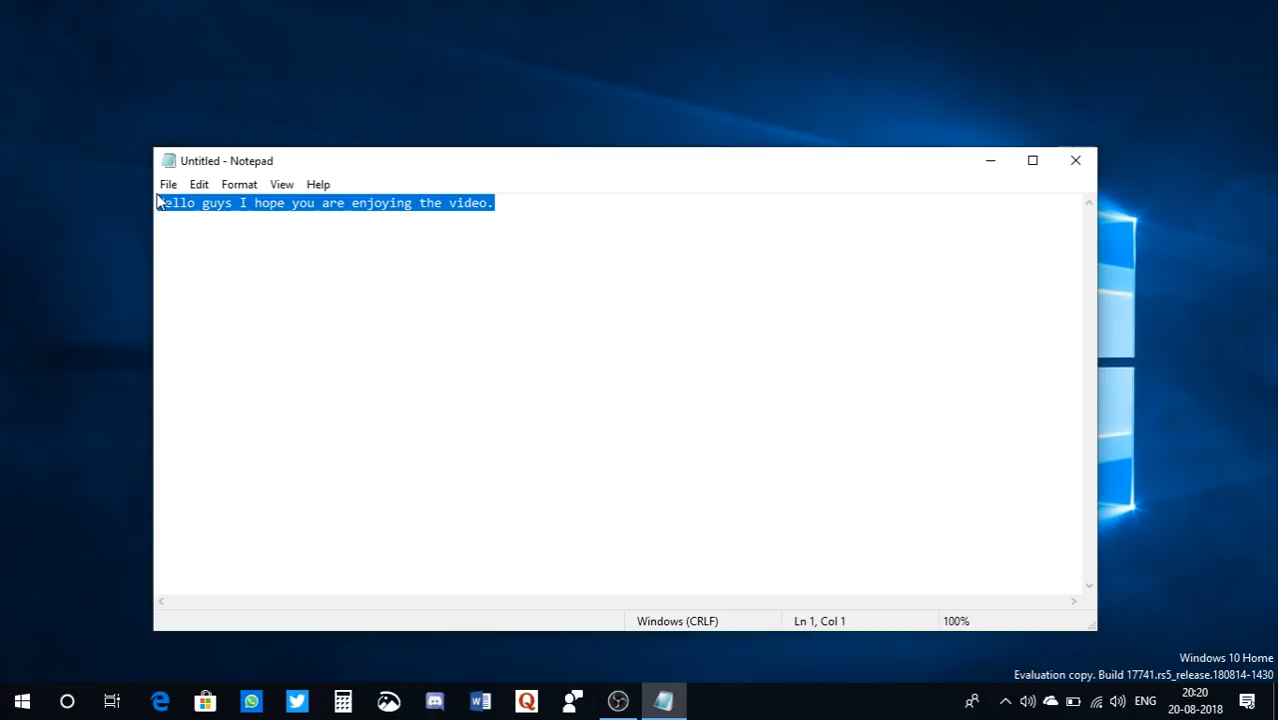 Untitled - Notepad
File Edit Format View Help
Hello guys I hope you are enjoying the video.
Windows (CRLF) Ln 1, Col 1 100%
Windows 10 Home
Evaluation copy. Build 17741.rs5_release.180814-1430
ENG
20:20
20-08-2018